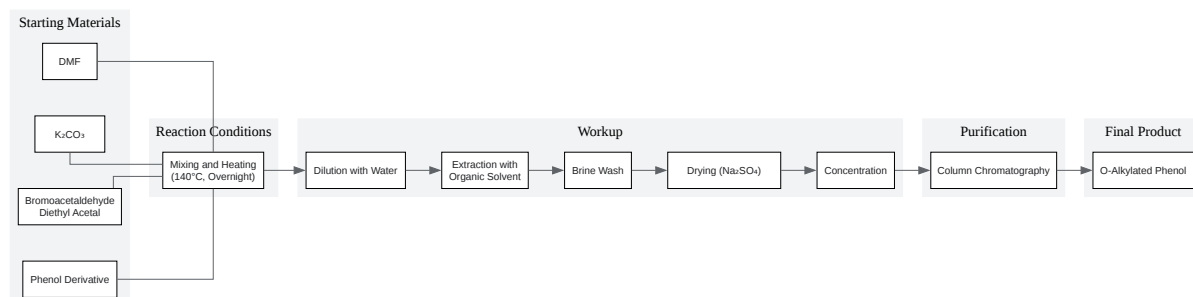 Starting Materials
DMF
K₂CO₃
Bromoacetaldehyde
Diethyl Acetal
Phenol Derivative
Reaction Conditions
Mixing and Heating
(140°C, Overnight)
Workup
Dilution with Water
Extraction with
Organic Solvent
Brine Wash
Drying (Na₂SO₄)
Concentration
Purification
Column Chromatography
Final Product
O-Alkylated Phenol